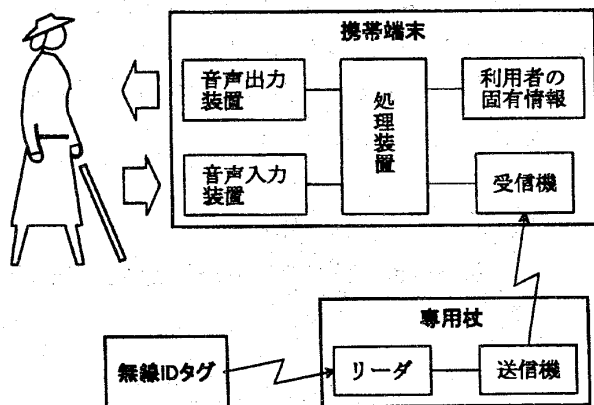 携帯端末
音声出力
装置
処理装置
利用者の
固有情報
音声入力
装置
受信機
専用杖
無線IDタグ
リーダ
送信機